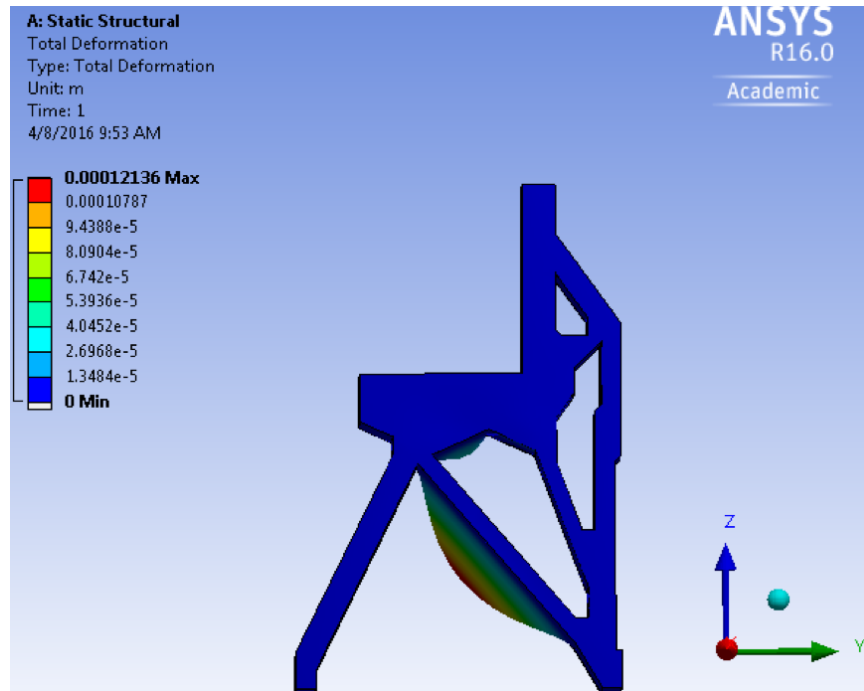 A: Static Structural
Total Deformation
Type: Total Deformation
Unit: m
Time: 1
4/8/2016 9:53 AM
ANSYS
R16.0
Academic
0.00012136 Max
0.00010787
9.4388e-5
8.0904e-5
6.742e-5
5.3936e-5
4.0452e-5
2.6968e-5
1.3484e-5
0 Min
Z
Y